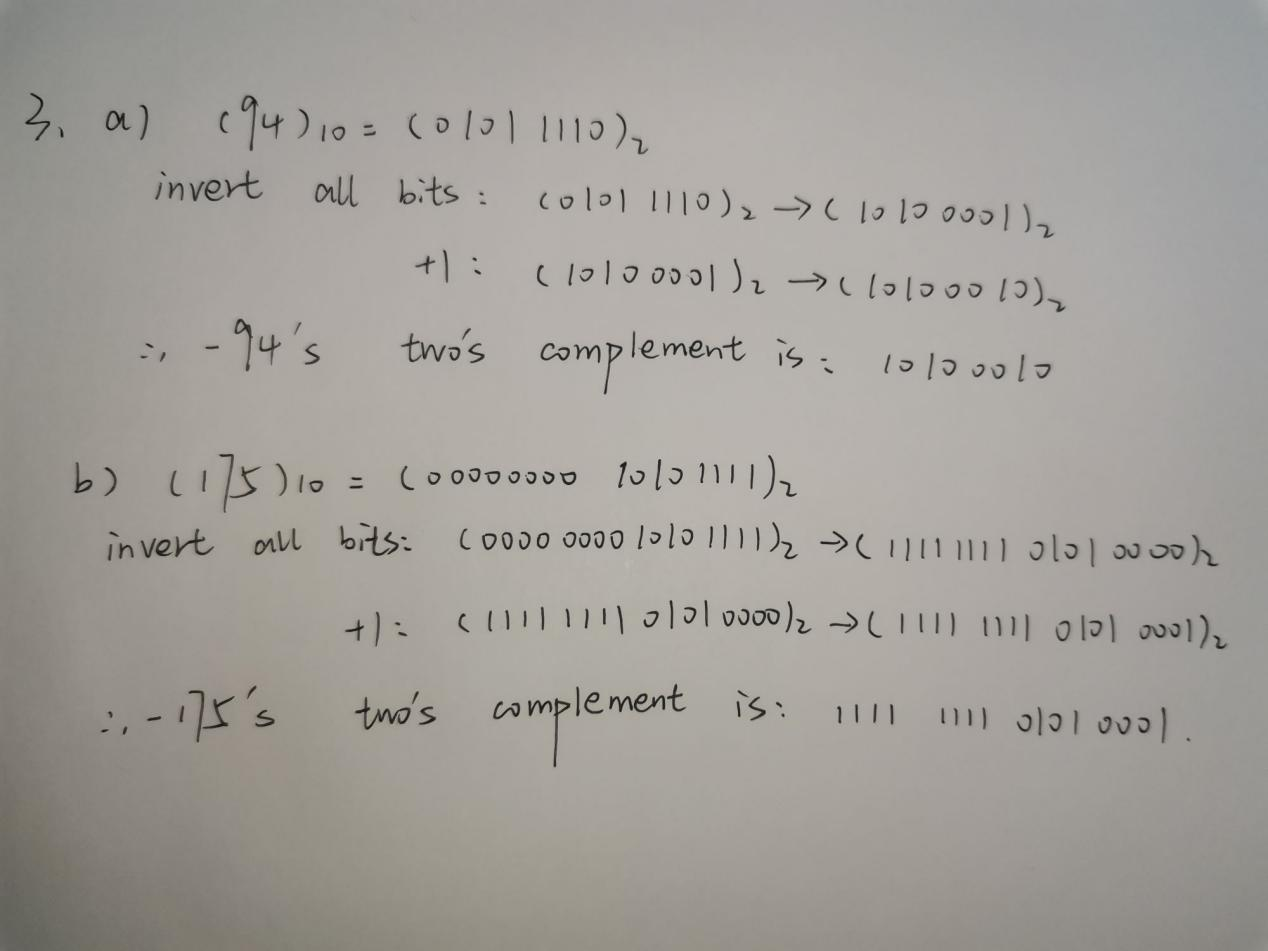 3. a) (94)10 = (0101 1110)2
invert all bits: (0101 1110)2 → (1010 0001)2
+1: (1010 0001)2 → (1010 0010)2
∴ -94's two's complement is: 1010 0010
b) (175)10 = (00000000 1010 1111)2
invert all bits: (0000 0000 1010 1111)2 → (1111 1111 0101 0000)2
+1: (1111 1111 0101 0000)2 → (1111 1111 0101 0001)2
∴ -175's two's complement is: 1111 1111 0101 0001.